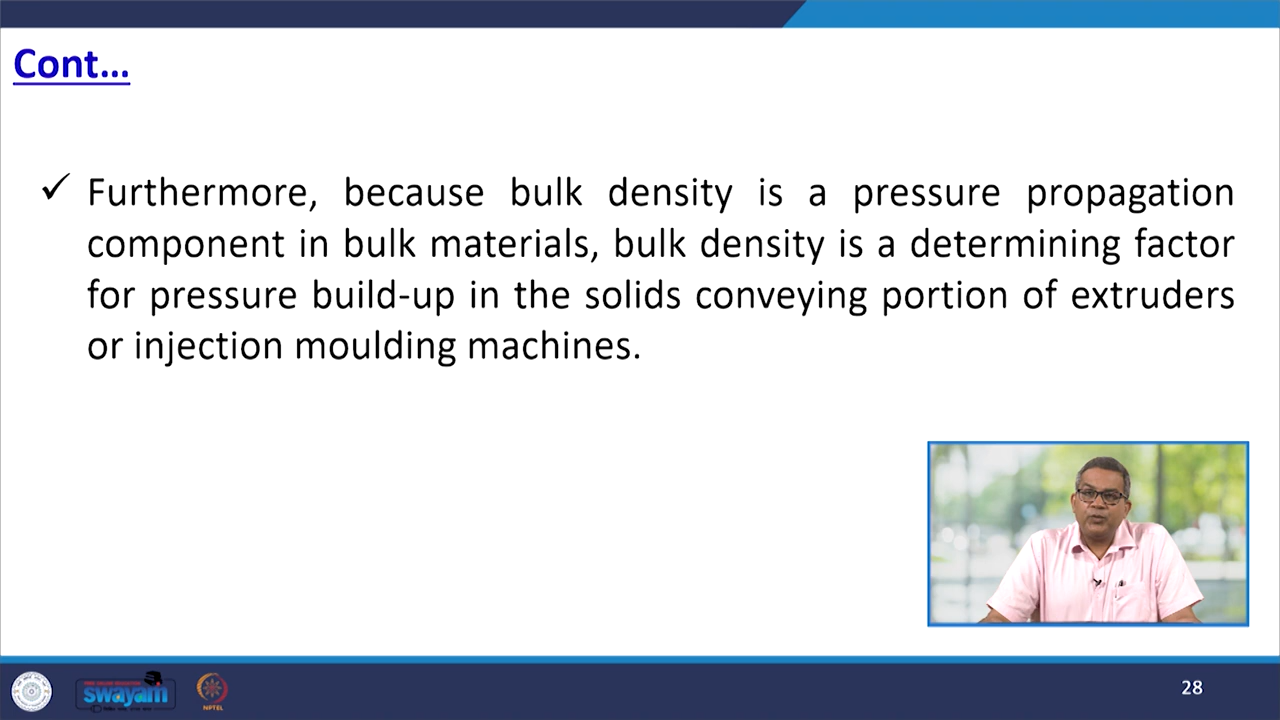 Cont…
✓ Furthermore, because bulk density is a pressure propagation
component in bulk materials, bulk density is a determining factor
for pressure build-up in the solids conveying portion of extruders
or injection moulding machines.
swayam
NPTEL
28